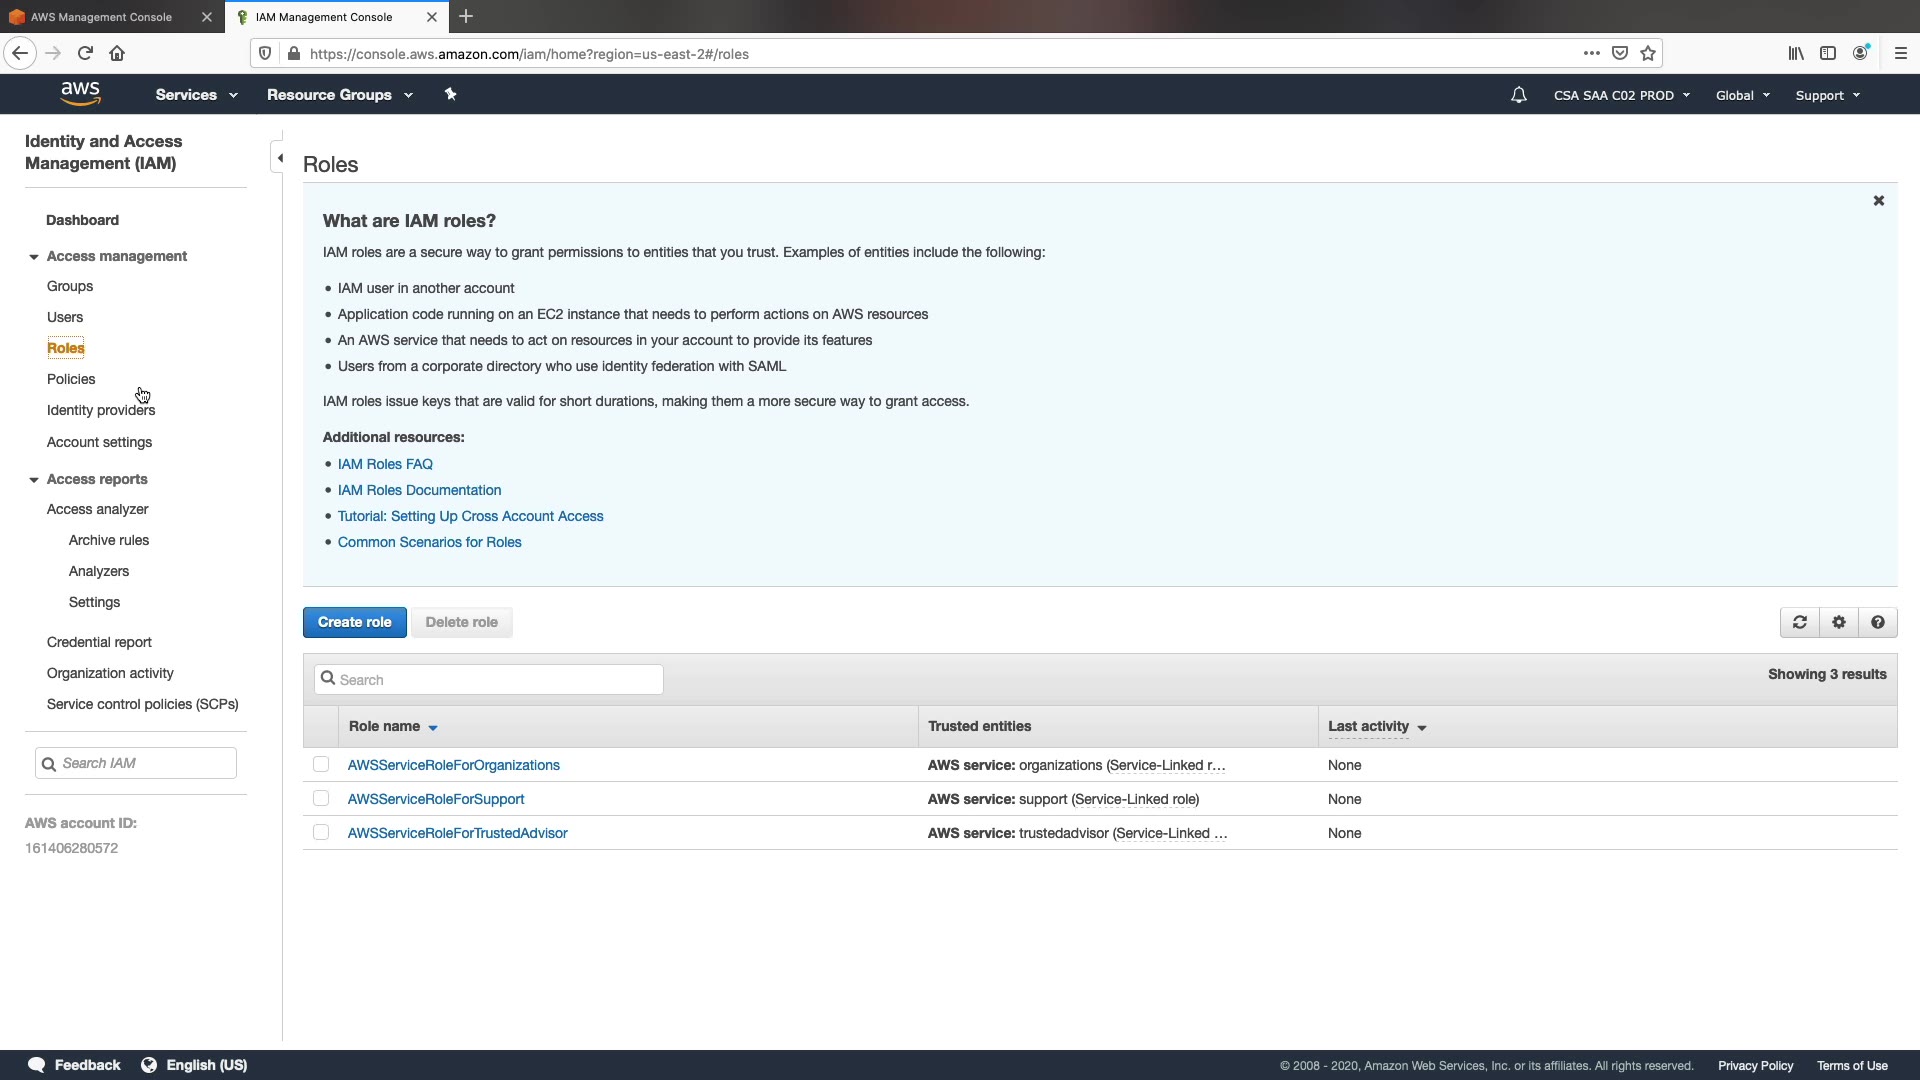 AWS Management Console
IAM Management Console
https://console.aws.amazon.com/iam/home?region=us-east-2#/roles
aws
Services
Resource Groups
CSA SAA C02 PROD
Global
Support
Identity and Access
Management (IAM)
Dashboard
Access management
Groups
Users
Roles
Policies
Identity providers
Account settings
Access reports
Access analyzer
Archive rules
Analyzers
Settings
Credential report
Organization activity
Service control policies (SCPs)
Search IAM
AWS account ID:
161406280572
Roles
What are IAM roles?
IAM roles are a secure way to grant permissions to entities that you trust. Examples of entities include the following:
• IAM user in another account
• Application code running on an EC2 instance that needs to perform actions on AWS resources
• An AWS service that needs to act on resources in your account to provide its features
• Users from a corporate directory who use identity federation with SAML
IAM roles issue keys that are valid for short durations, making them a more secure way to grant access.
Additional resources:
• IAM Roles FAQ
• IAM Roles Documentation
• Tutorial: Setting Up Cross Account Access
• Common Scenarios for Roles
Create role
Delete role
Search
Showing 3 results
Role name
Trusted entities
Last activity
AWSServiceRoleForOrganizations AWS service: organizations (Service-Linked r... None
AWSServiceRoleForSupport AWS service: support (Service-Linked role) None
AWSServiceRoleForTrustedAdvisor AWS service: trustedadvisor (Service-Linked ... None
Feedback
English (US)
© 2008 - 2020, Amazon Web Services, Inc. or its affiliates. All rights reserved.
Privacy Policy
Terms of Use